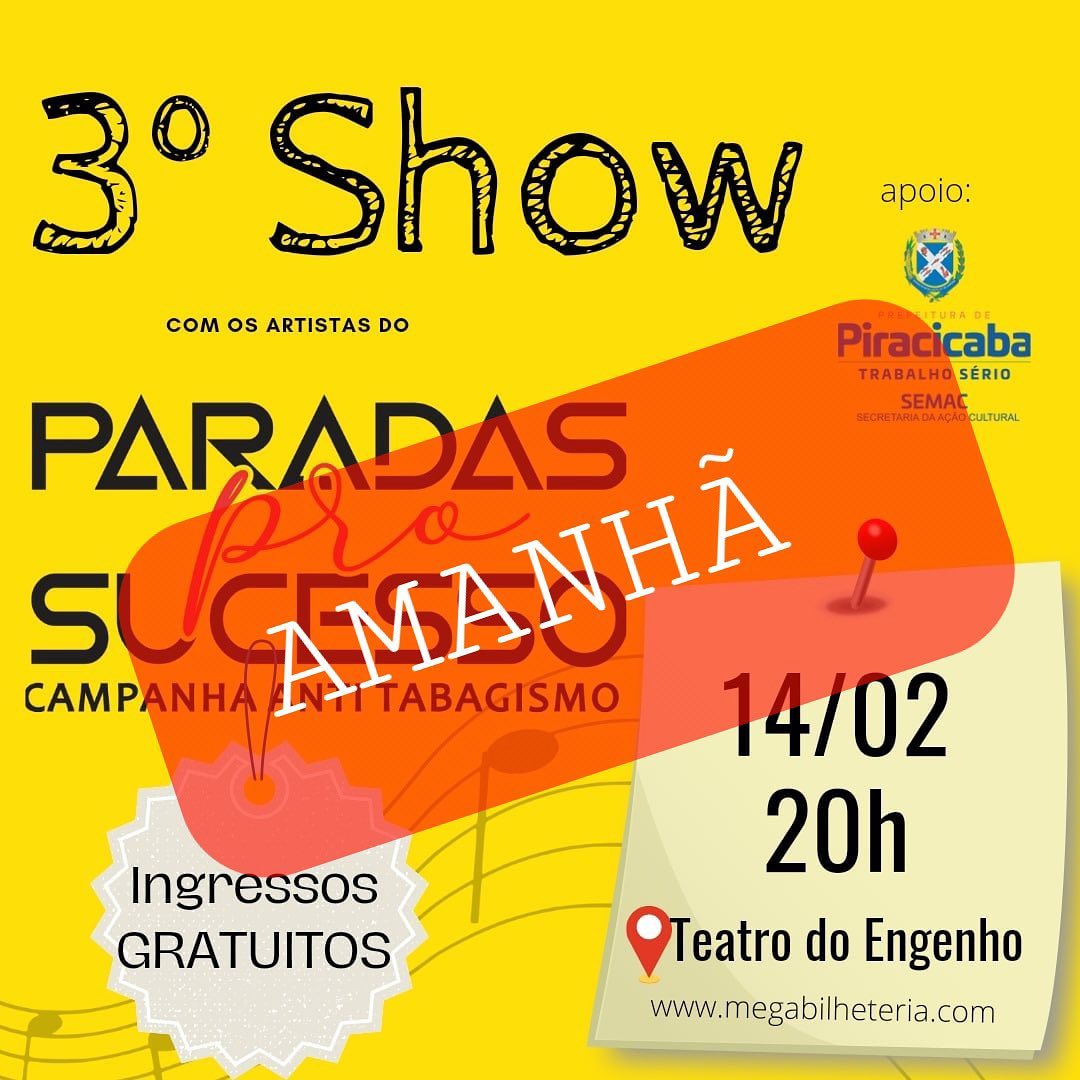 3º Show
apoio:
PREFEITURA DE
Piracicaba
TRABALHO SÉRIO
SEMAC
SECRETARIA DA AÇÃO CULTURAL
COM OS ARTISTAS DO
PARADAS
pro
SUCESSO
CAMPANHA ANTI TABAGISMO
AMANHÃ
14/02
20h
Teatro do Engenho
www.megabilheteria.com
Ingressos
GRATUITOS